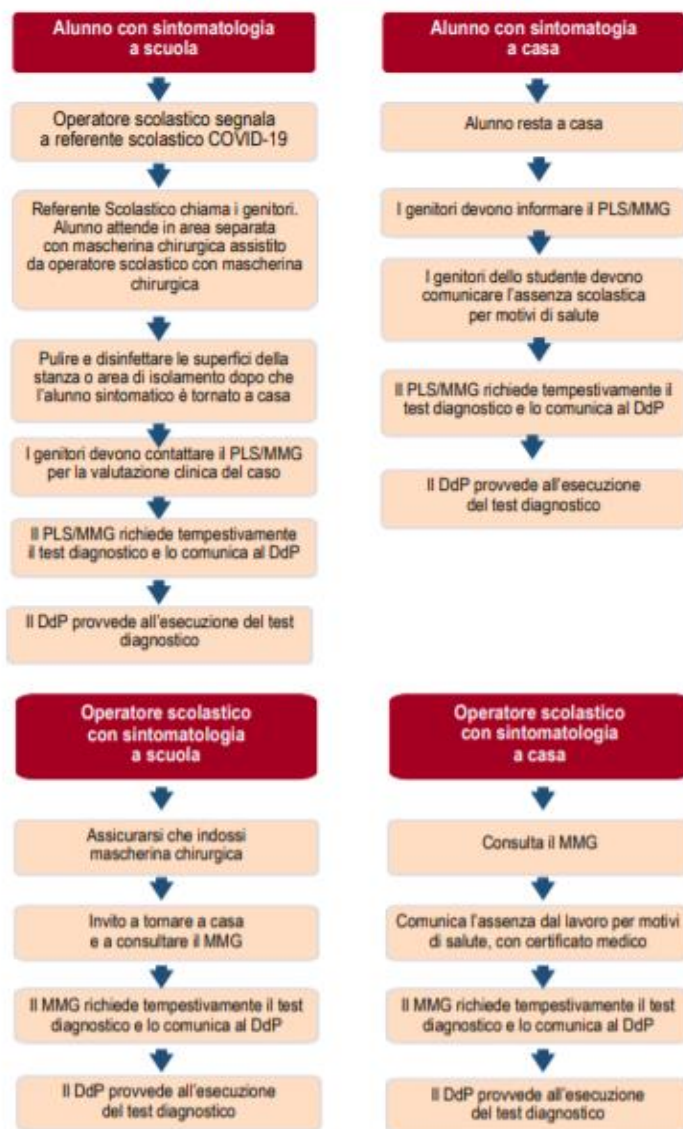 Alunno con sintomatologia
a scuola
Operatore scolastico segnala
a referente scolastico COVID-19
Referente Scolastico chiama i genitori.
Alunno attende in area separata
con mascherina chirurgica assistito
da operatore scolastico con mascherina
chirurgica
Pulire e disinfettare le superfici della
stanza o area di isolamento dopo che
l'alunno sintomatico è tornato a casa
I genitori devono contattare il PLS/MMG
per la valutazione clinica del caso
Il PLS/MMG richiede tempestivamente
il test diagnostico e lo comunica al DdP
Il DdP provvede all'esecuzione del test
diagnostico
Alunno con sintomatogia
a casa
Alunno resta a casa
I genitori devono informare il PLS/MMG
I genitori dello studente devono
comunicare l'assenza scolastica
per motivi di salute
Il PLS/MMG richiede tempestivamente il
test diagnostico e lo comunica al DdP
Il DdP provvede all'esecuzione
del test diagnostico
Operatore scolastico
con sintomatologia
a scuola
Assicurarsi che indossi
mascherina chirurgica
Invito a tornare a casa
e a consultare il MMG
Il MMG richiede tempestivamente il test
diagnostico e lo comunica al DdP
Il DdP provvede all'esecuzione
del test diagnostico
Operatore scolastico
con sintomatologia
a casa
Consulta il MMG
Comunica l'assenza dal lavoro per motivi
di salute, con certificato medico
Il MMG richiede tempestivamente il test
diagnostico e lo comunica al DdP
Il DdP provvede all'esecuzione
del test diagnostico